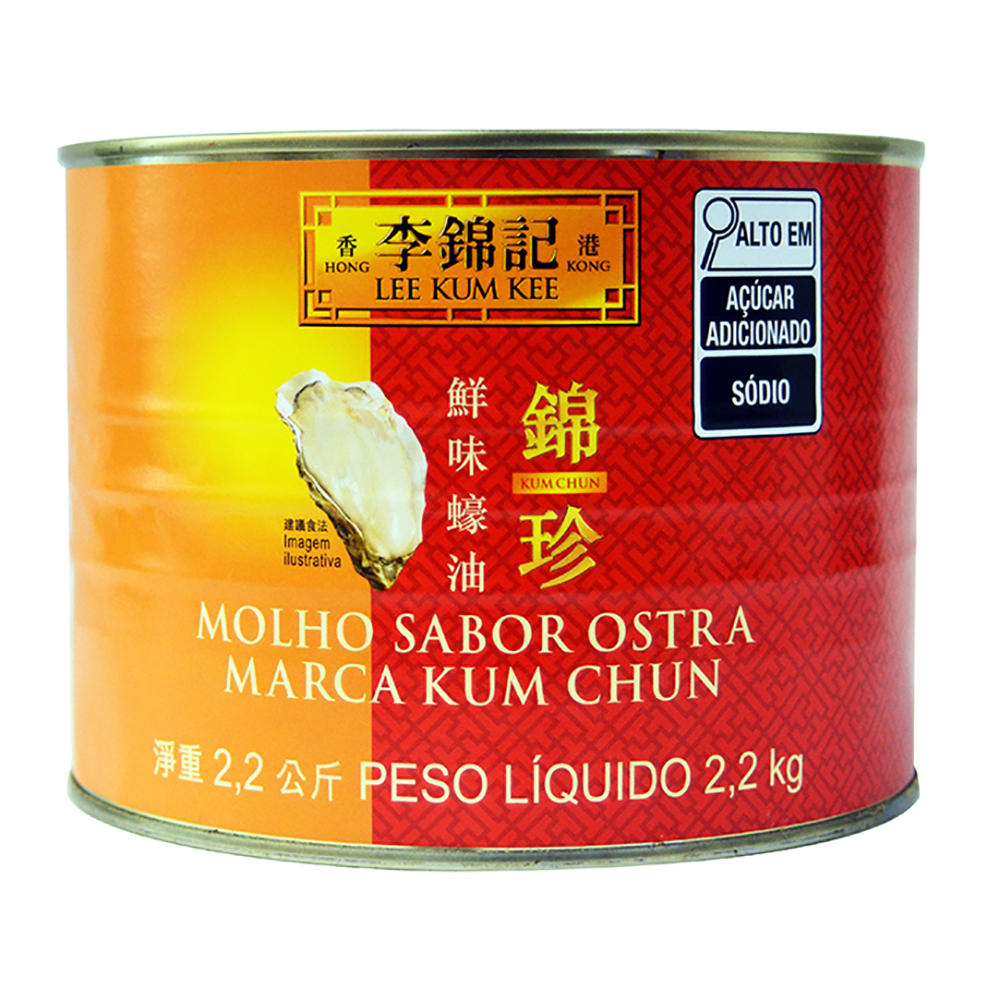 香
HONG
李錦記
港
KONG
LEE KUM KEE
ALTO EM
AÇÚCAR
ADICIONADO
SÓDIO
鮮味蠔油
錦
KUM CHUN
珍
建議食法
Imagem
ilustrativa
MOLHO SABOR OSTRA
MARCA KUM CHUN
淨重 2,2 公斤 PESO LÍQUIDO 2,2 kg